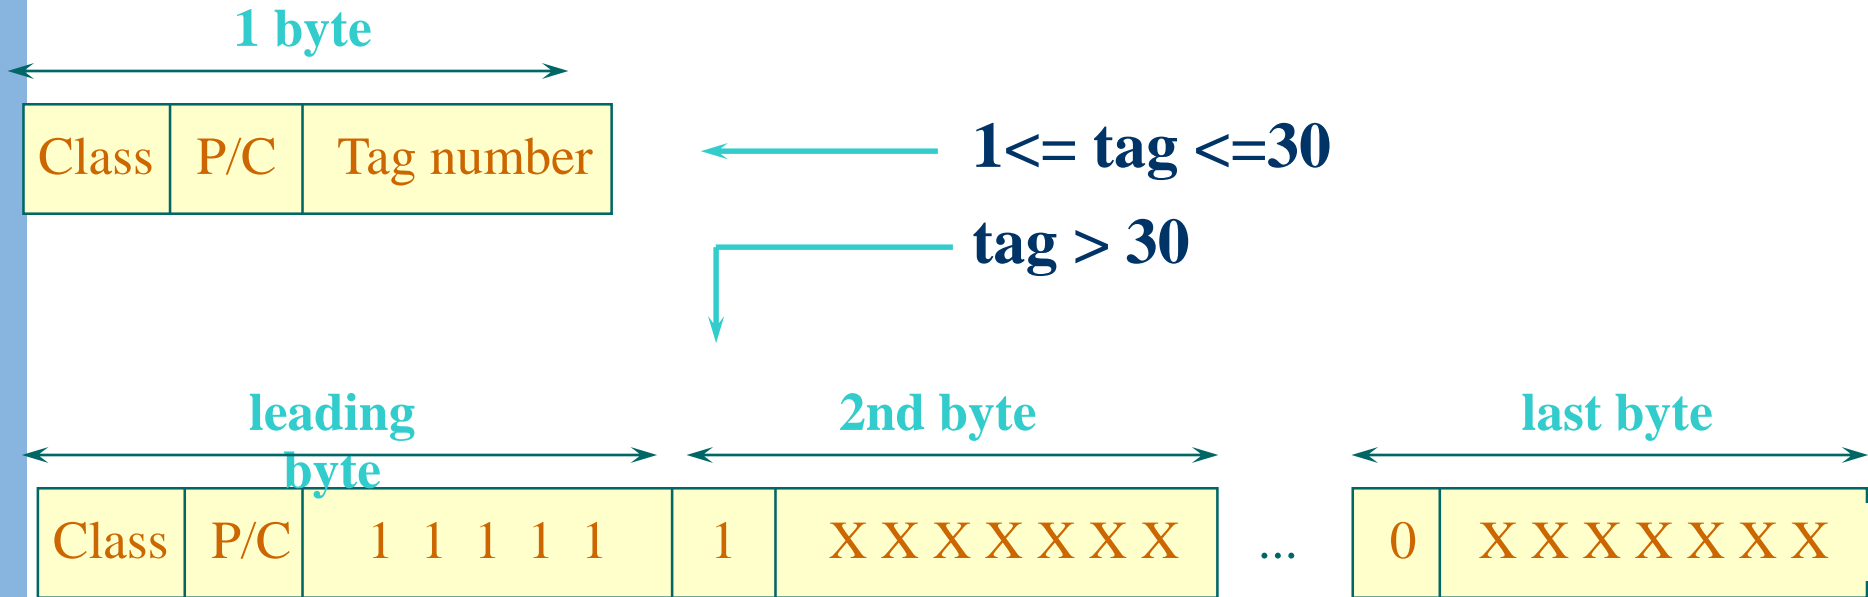 1 byte
Class P/C Tag number
1<= tag <=30
tag > 30
leading
byte
2nd byte
last byte
Class P/C 1 1 1 1 1 1 X X X X X X X ... 0 X X X X X X X